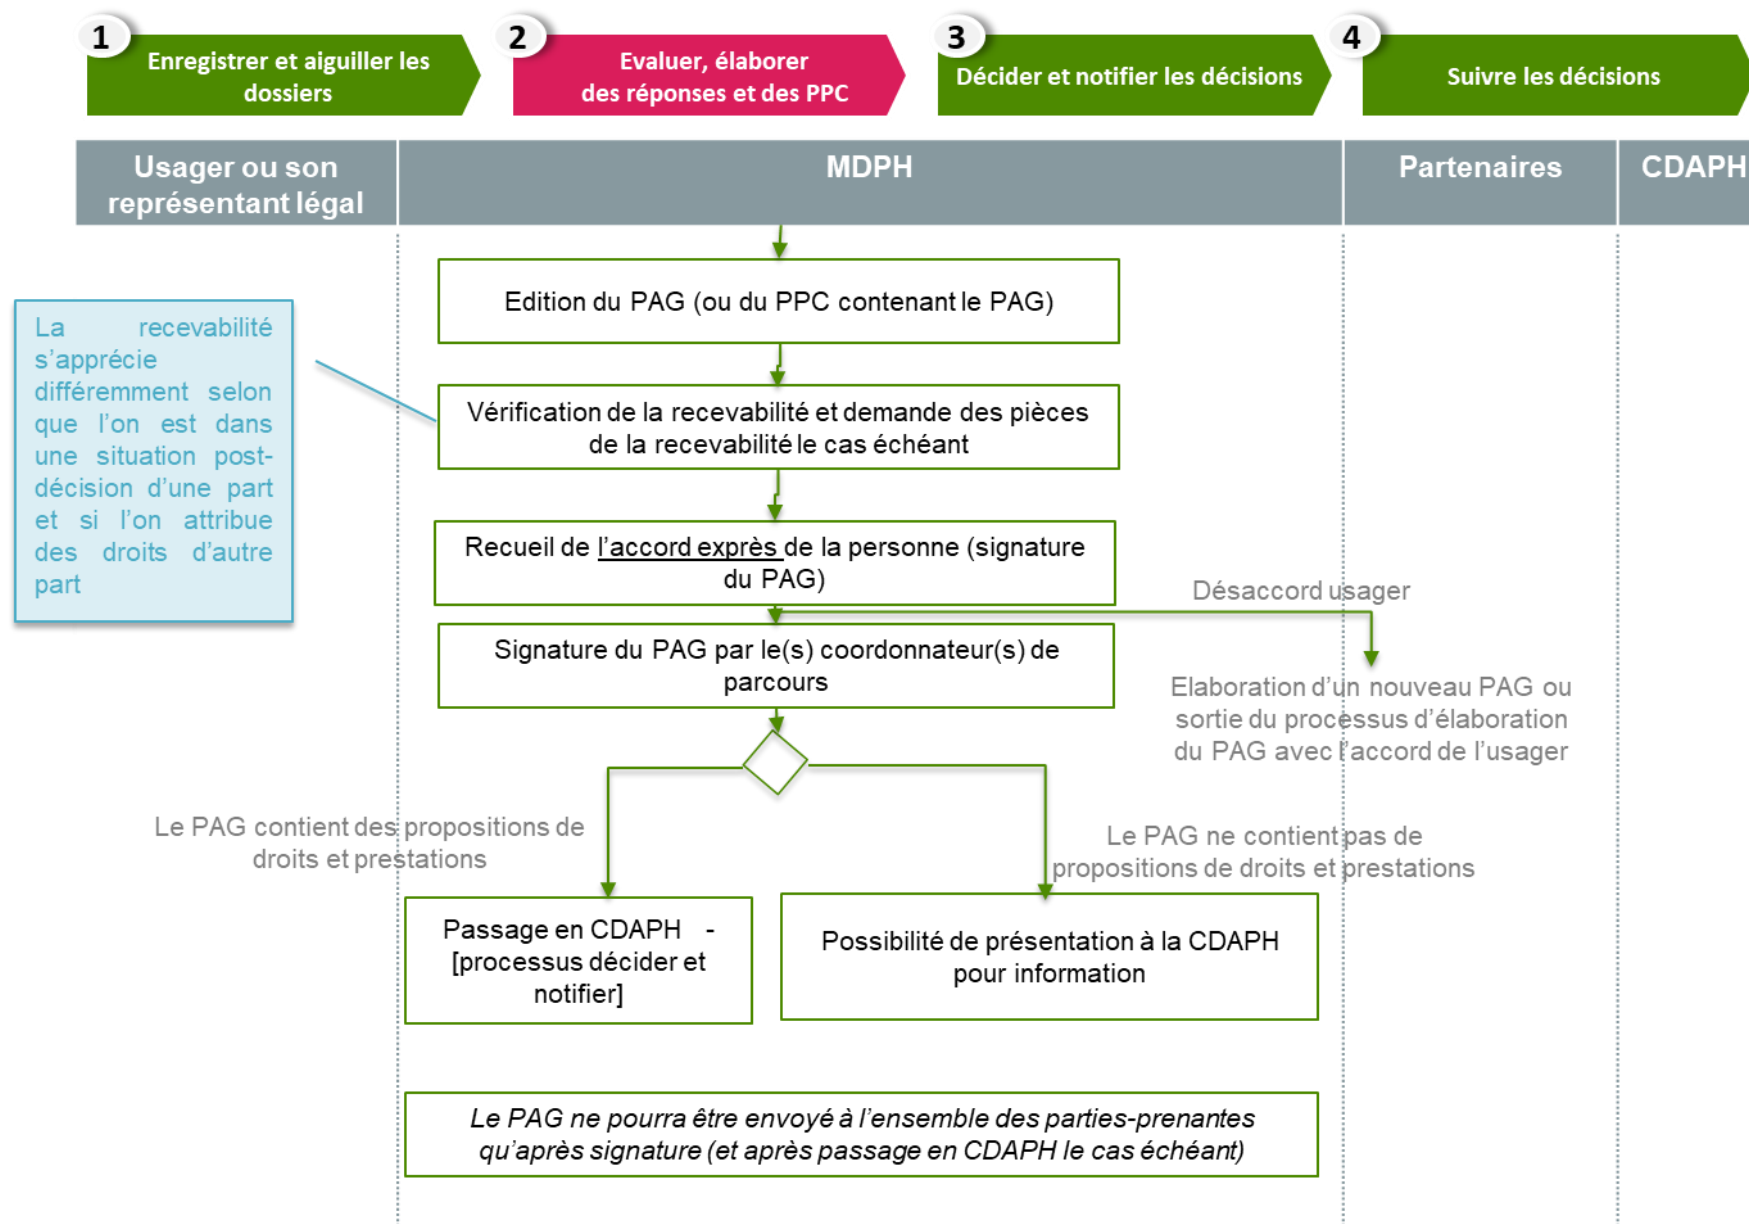 1
Enregistrer et aiguiller les
dossiers
2
Evaluer, élaborer
des réponses et des PPC
3
Décider et notifier les décisions
4
Suivre les décisions
Usager ou son
représentant légal
MDPH
Partenaires
CDAPH
Edition du PAG (ou du PPC contenant le PAG)
La recevabilité
s’apprécie
différemment selon
que l’on est dans
une situation post-
décision d’une part
et si l’on attribue
des droits d’autre
part
Vérification de la recevabilité et demande des pièces
de la recevabilité le cas échéant
Recueil de l’accord exprès de la personne (signature
du PAG)
Désaccord usager
Signature du PAG par le(s) coordonnateur(s) de
parcours
Elaboration d’un nouveau PAG ou
sortie du processus d’élaboration
du PAG avec l’accord de l’usager
Le PAG contient des propositions de
droits et prestations
Le PAG ne contient pas de
propositions de droits et prestations
Passage en CDAPH -
[processus décider et
notifier]
Possibilité de présentation à la CDAPH
pour information
Le PAG ne pourra être envoyé à l’ensemble des parties-prenantes
qu’après signature (et après passage en CDAPH le cas échéant)